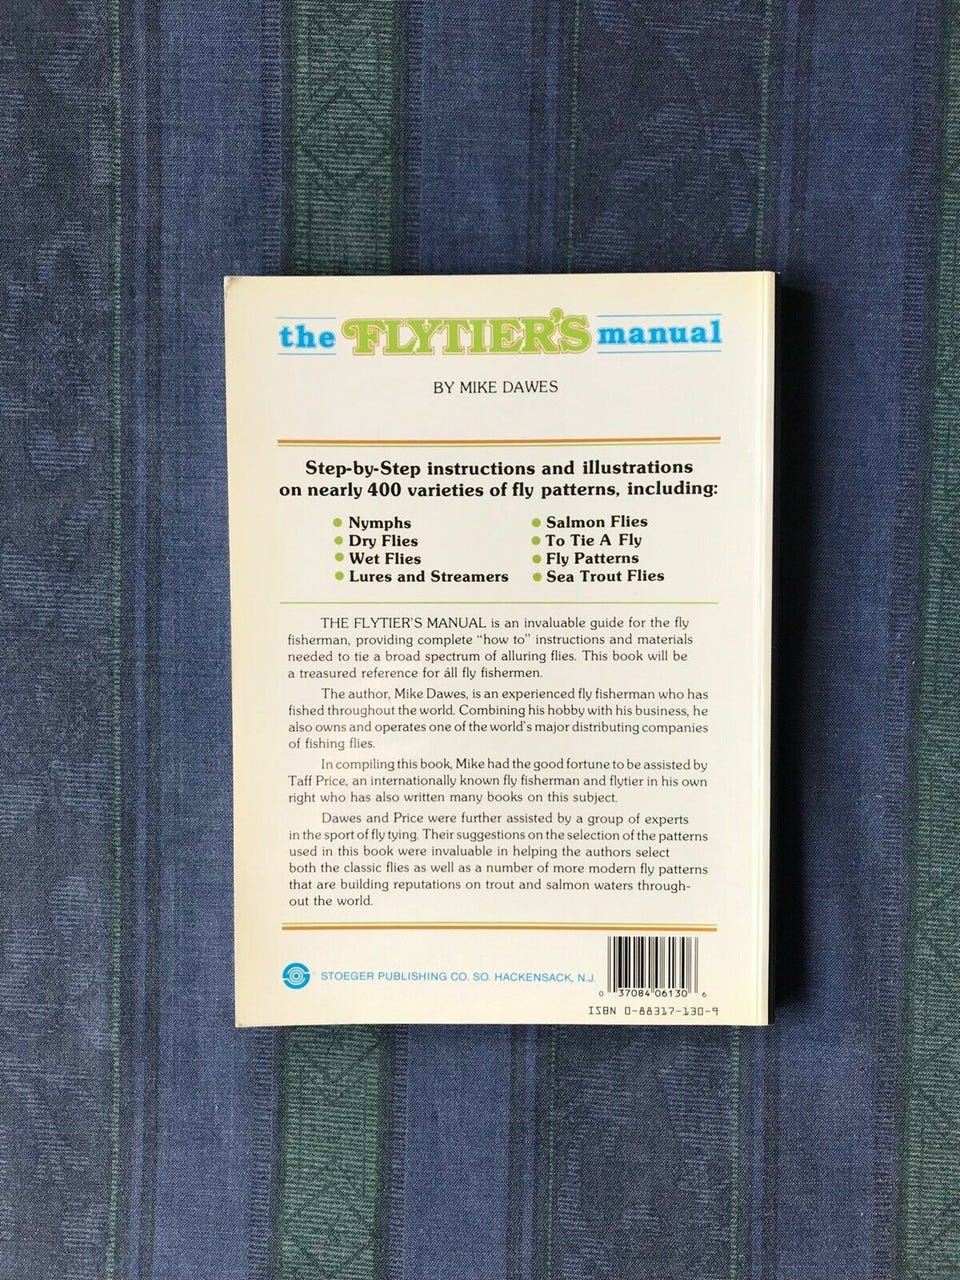 the FLYTIER'S manual
BY MIKE DAWES
Step-by-Step instructions and illustrations
on nearly 400 varieties of fly patterns, including:
● Nymphs
● Dry Flies
● Wet Flies
● Lures and Streamers
● Salmon Flies
● To Tie A Fly
● Fly Patterns
● Sea Trout Flies
THE FLYTIER'S MANUAL is an invaluable guide for the fly
fisherman, providing complete "how to" instructions and materials
needed to tie a broad spectrum of alluring flies. This book will be
a treasured reference for áll fly fishermen.
The author, Mike Dawes, is an experienced fly fisherman who has
fished throughout the world. Combining his hobby with his business, he
also owns and operates one of the world's major distributing companies
of fishing flies.
In compiling this book, Mike had the good fortune to be assisted by
Taff Price, an internationally known fly fisherman and flytier in his own
right who has also written many books on this subject.
Dawes and Price were further assisted by a group of experts
in the sport of fly tying. Their suggestions on the selection of the patterns
used in this book were invaluable in helping the authors select
both the classic flies as well as a number of more modern fly patterns
that are building reputations on trout and salmon waters through-
out the world.
STOEGER PUBLISHING CO. SO. HACKENSACK, N.J.
0 37084 06130 6
ISBN 0-88317-130-9